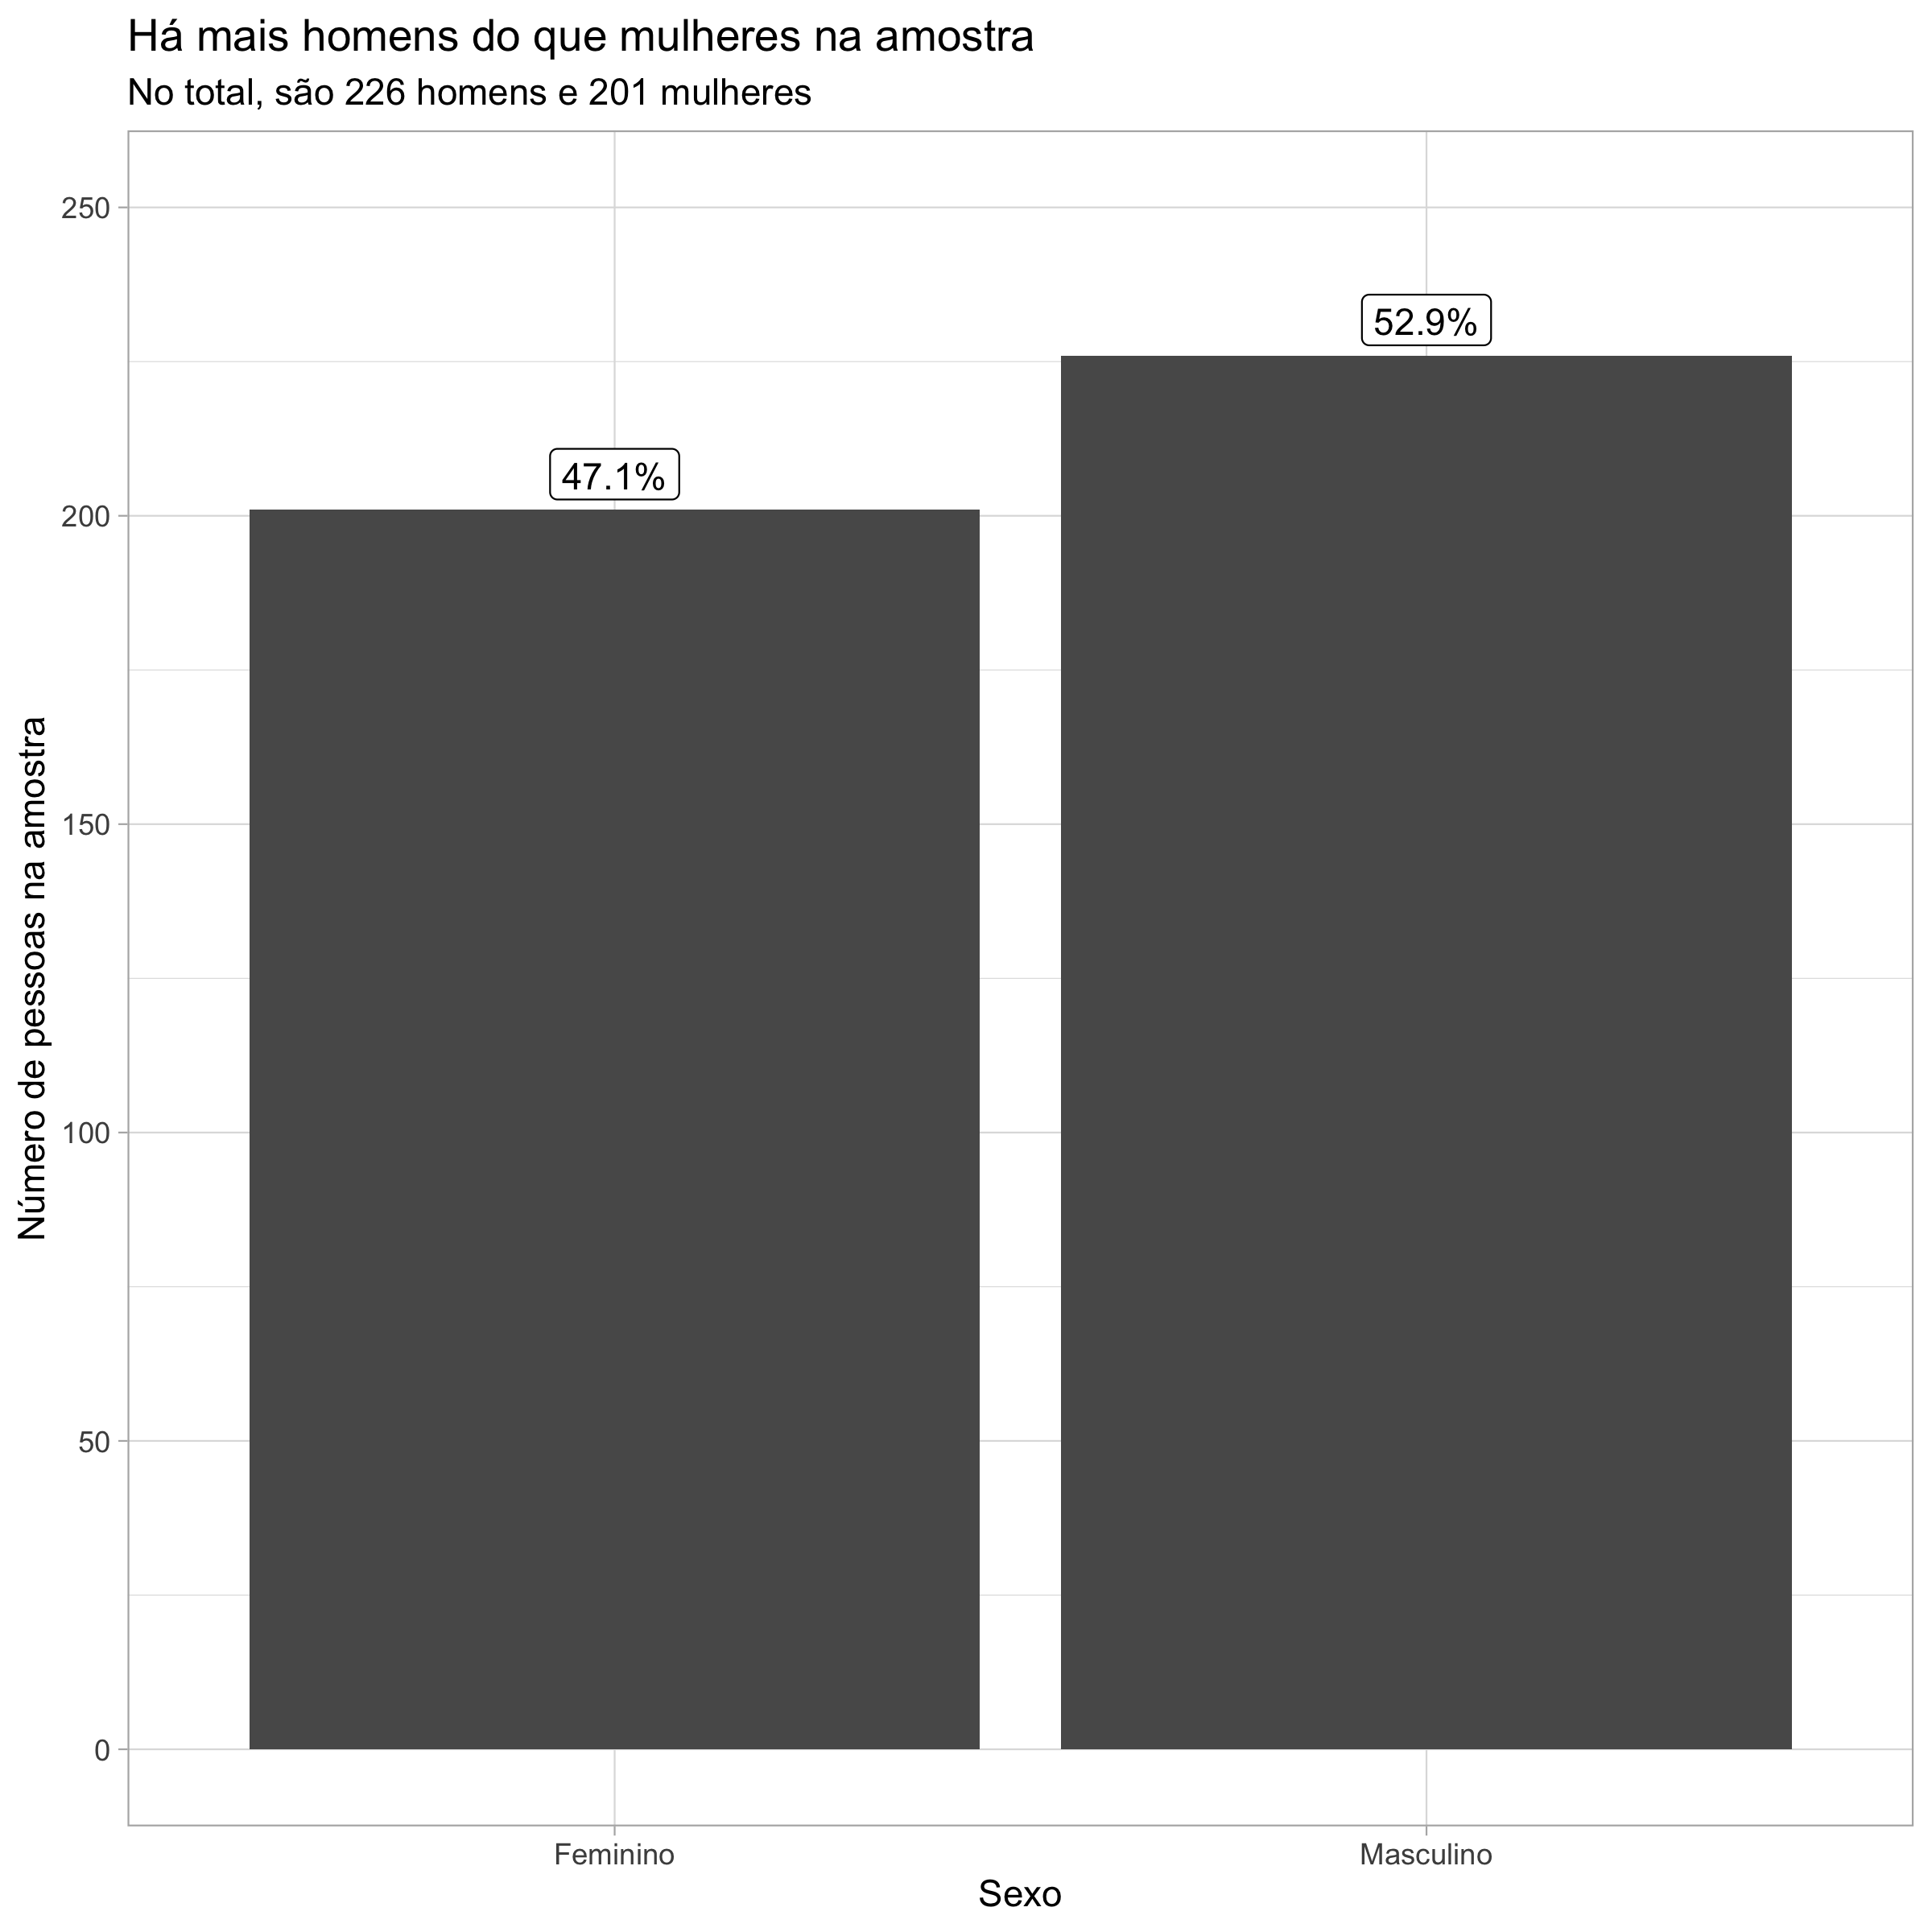 Há mais homens do que mulheres na amostra
No total, são 226 homens e 201 mulheres
Número de pessoas na amostra
250
200
150
100
50
0
47.1%
52.9%
Feminino
Masculino
Sexo